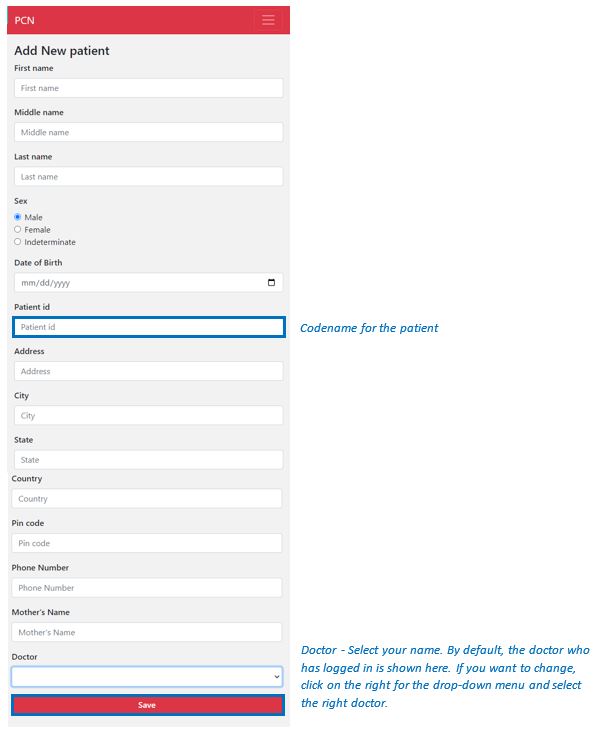 PCN
Add New patient
First name
First name
Middle name
Middle name
Last name
Last name
Sex
Male
Female
Indeterminate
Date of Birth
mm/dd/yyyy
Patient id
Patient id
Codename for the patient
Address
Address
City
City
State
State
Country
Country
Pin code
Pin code
Phone Number
Phone Number
Mother's Name
Mother's Name
Doctor
Doctor - Select your name. By default, the doctor who
has logged in is shown here. If you want to change,
click on the right for the drop-down menu and select
the right doctor.
Save